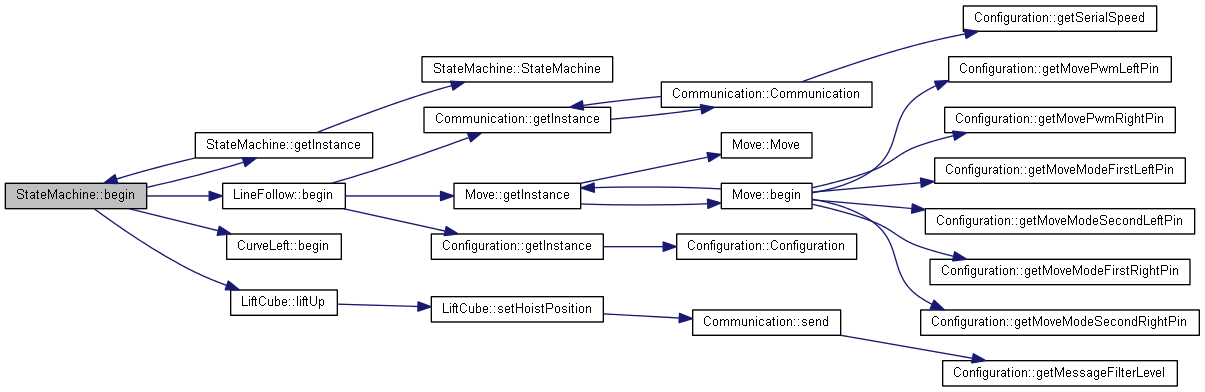 Configuration::getSerialSpeed
StateMachine::StateMachine
Configuration::getMovePwmLeftPin
Communication::Communication
Communication::getInstance
Configuration::getMovePwmRightPin
StateMachine::getInstance
Move::Move
Configuration::getMoveModeFirstLeftPin
StateMachine::begin
LineFollow::begin
Move::getInstance
Move::begin
Configuration::getMoveModeSecondLeftPin
CurveLeft::begin
Configuration::getInstance
Configuration::Configuration
Configuration::getMoveModeFirstRightPin
LiftCube::liftUp
LiftCube::setHoistPosition
Communication::send
Configuration::getMoveModeSecondRightPin
Configuration::getMessageFilterLevel